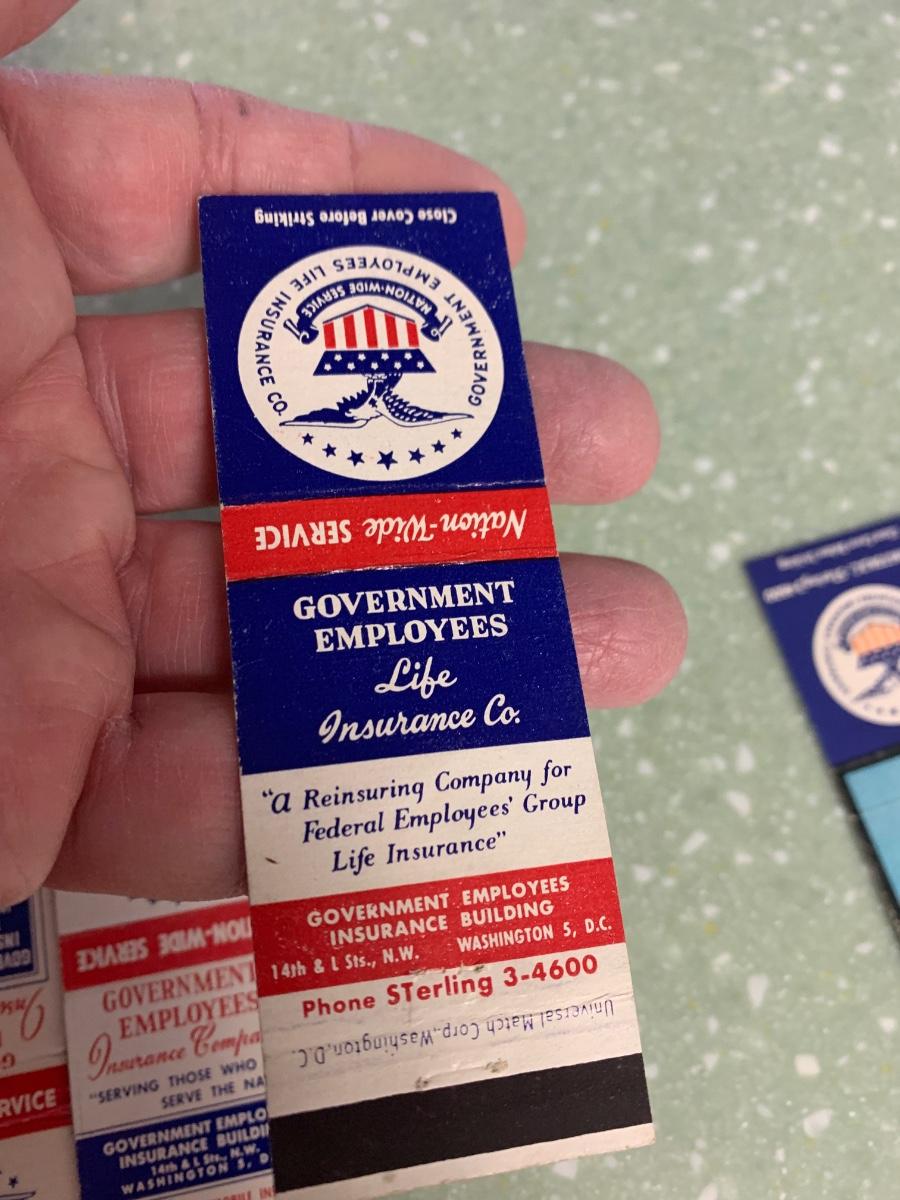 Close Cover Before Striking
GOVERNMENT EMPLOYEES LIFE INSURANCE CO.
NATION-WIDE SERVICE
Nation-Wide SERVICE
GOVERNMENT
EMPLOYEES
Life
Insurance Co.
"a Reinsuring Company for
Federal Employees' Group
Life Insurance"
GOVERNMENT EMPLOYEES
INSURANCE BUILDING
14th & L Sts., N.W. WASHINGTON 5, D.C.
Phone STerling 3-4600
Universal Match Corp., Washington, D.C.
NATION-WIDE SERVICE
GOVERNMENT
EMPLOYEES
Insurance Compa
"SERVING THOSE WHO
SERVE THE NA
GOVERNMENT EMPLO
INSURANCE BUILDI
14th & L Sts., N.W.
WASHINGTON 5, D
RVICE